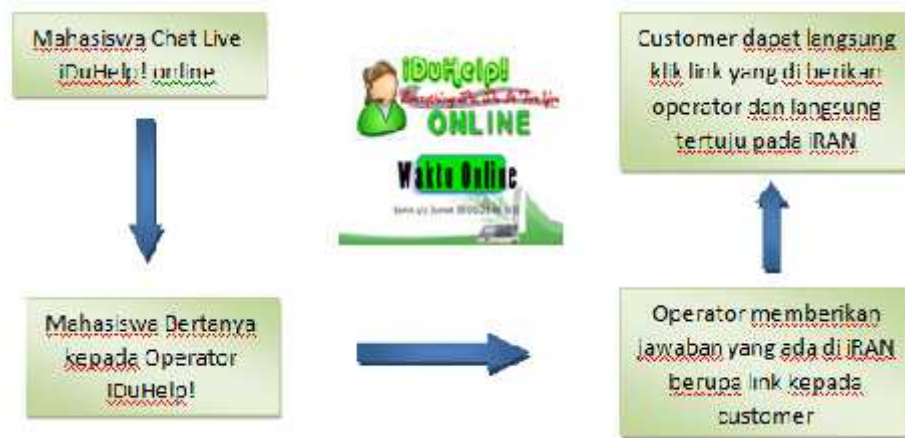 Mahasiswa Chat Live
iDuHelp! online
Mahasiswa Bertanya
kepada Operator
IDuHelp!
iDuHelp!
ONLINE
Waktu Online
Operator memberikan
jawaban yang ada di iRAN
berupa link kepada
customer
Customer dapat langsung
klik link yang di berikan
operator dan langsung
tertuju pada iRAN